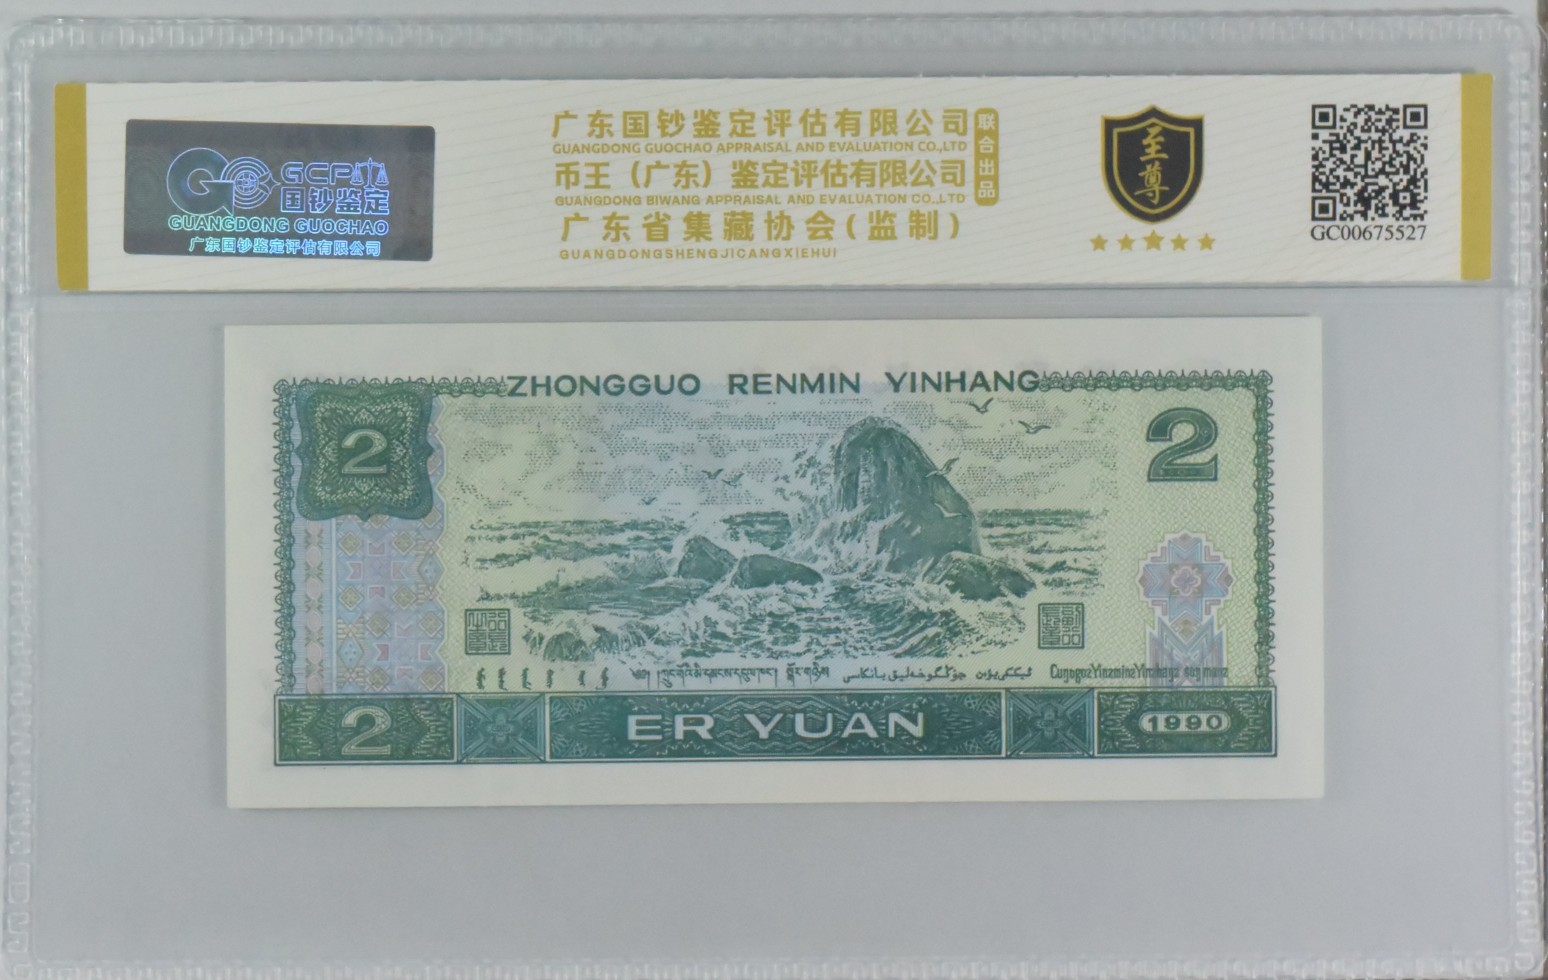 GCP
国钞鉴定
GUANGDONG GUOCHAO
广东国钞鉴定评估有限公司
广东国钞鉴定评估有限公司
GUANGDONG GUOCHAO APPRAISAL AND EVALUATION CO.,LTD
币王（广东）鉴定评估有限公司
GUANGDONG BIWANG APPRAISAL AND EVALUATION CO.,LTD
广东省集藏协会(监制)
GUANGDONGSHENGJICANGXIEHUI
联合出品
至尊
GC00675527
ZHONGGUO RENMIN YINHANG
2
2
2
ER YUAN
1990